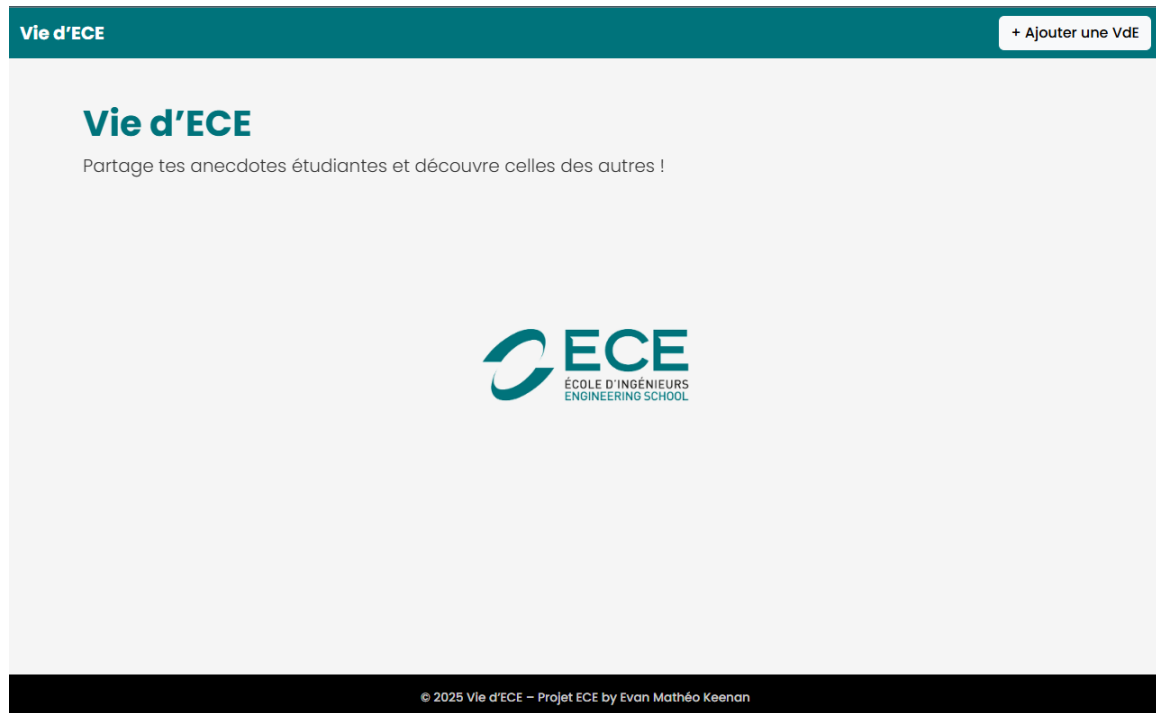 Vie d’ECE
+ Ajouter une VdE
Vie d’ECE
Partage tes anecdotes étudiantes et découvre celles des autres !
ECE
ÉCOLE D'INGÉNIEURS
ENGINEERING SCHOOL
© 2025 Vie d’ECE – Projet ECE by Evan Mathéo Keenan